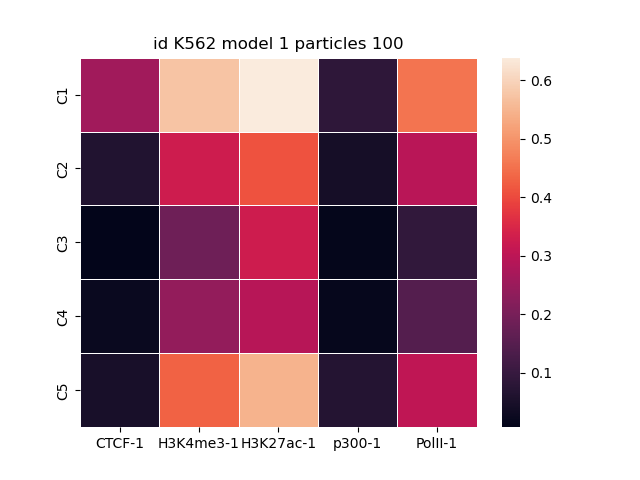 id K562 model 1 particles 100
C1
C2
C3
C4
C5
CTCF-1 H3K4me3-1 H3K27ac-1 p300-1 PolII-1
0.6
0.5
0.4
0.3
0.2
0.1